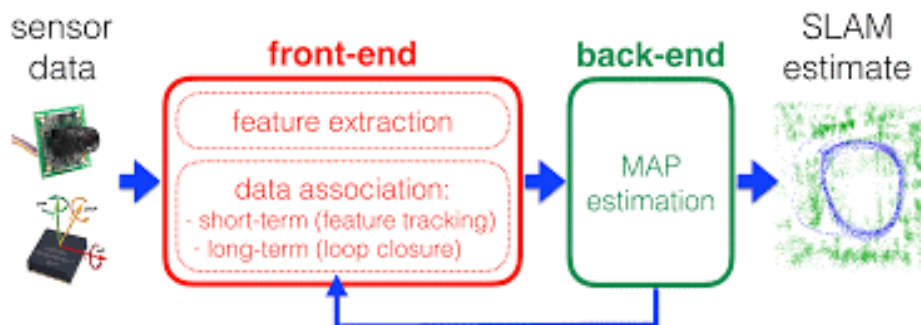 sensor
data
front-end
feature extraction
data association:
- short-term (feature tracking)
- long-term (loop closure)
back-end
MAP
estimation
SLAM
estimate